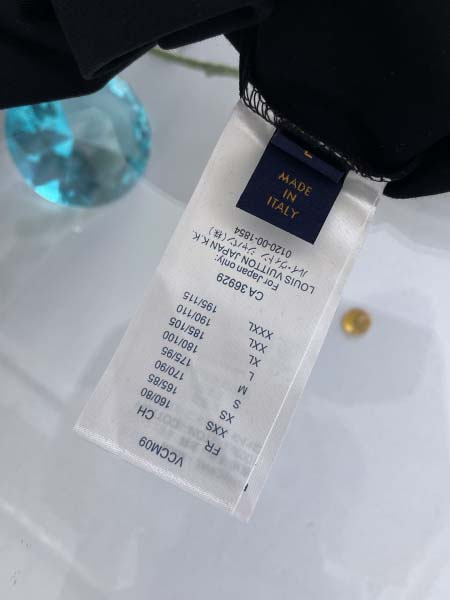 L
MADE
IN
ITALY
VCCM09
FR CH
XXS 160/80
XS 165/85
S 170/90
M 175/95
L 180/100
XL 185/105
XXL 190/110
XXXL 195/115
CA 36929
For Japan only:
LOUIS VUITTON JAPAN K.K.
ルイ・ヴィトン ジャパン(株)
0120-00-1854